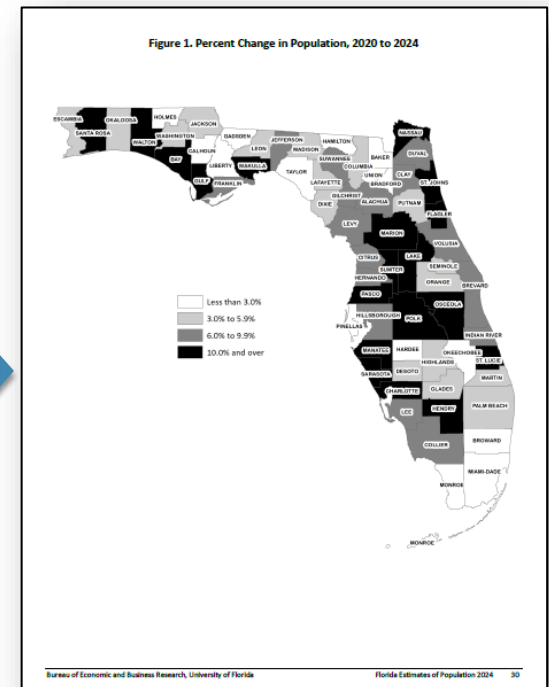 Figure 1. Percent Change in Population, 2020 to 2024
ESCAMBIA
SANTA ROSA
OKALOOSA
WALTON
HOLMES
WASHINGTON
BAY
JACKSON
CALHOUN
GULF
GADSDEN
LIBERTY
FRANKLIN
LEON
WAKULLA
JEFFERSON
MADISON
TAYLOR
HAMILTON
SUWANNEE
LAFAYETTE
DIXIE
COLUMBIA
GILCHRIST
LEVY
BAKER
UNION
BRADFORD
ALACHUA
NASSAU
DUVAL
CLAY
ST. JOHNS
PUTNAM
FLAGLER
MARION
VOLUSIA
CITRUS
SUMTER
LAKE
HERNANDO
SEMINOLE
ORANGE
BREVARD
PASCO
OSCEOLA
HILLSBOROUGH
POLK
PINELLAS
INDIAN RIVER
MANATEE
HARDEE
OKEECHOBEE
HIGHLANDS
ST. LUCIE
SARASOTA
DESOTO
MARTIN
CHARLOTTE
GLADES
LEE
HENDRY
PALM BEACH
COLLIER
BROWARD
MONROE
MIAMI-DADE
MONROE
Less than 3.0%
3.0% to 5.9%
6.0% to 9.9%
10.0% and over
Bureau of Economic and Business Research, University of Florida
Florida Estimates of Population 2024 30